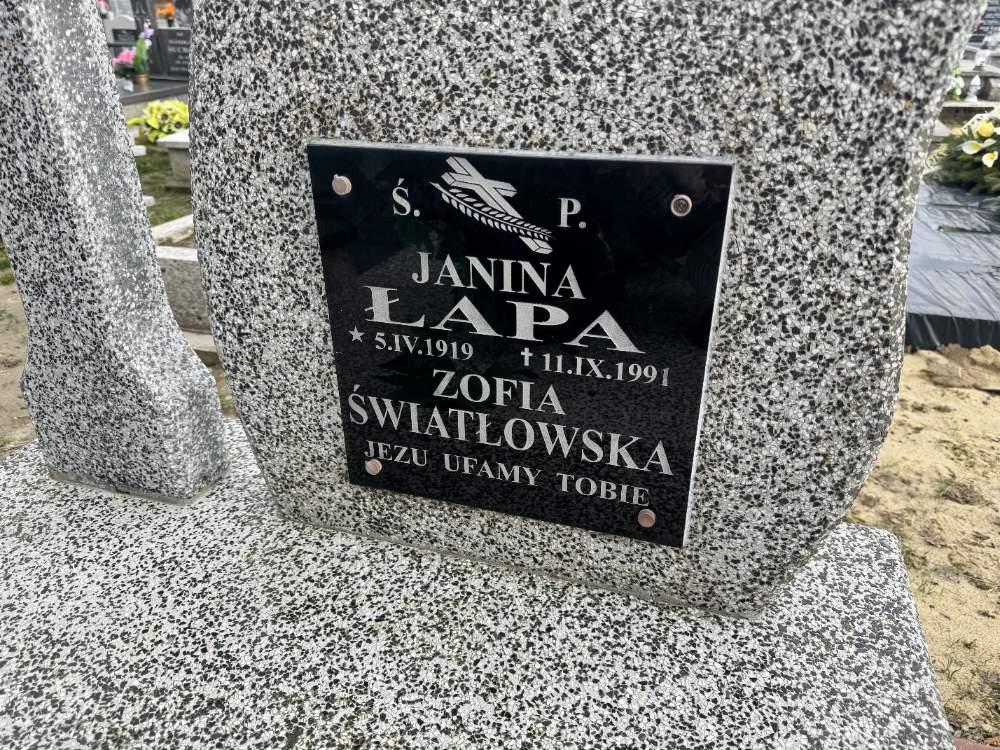 Ś. P.
JANINA
ŁAPA
★ 5.IV.1919 ✝ 11.IX.1991
ZOFIA
ŚWIATŁOWSKA
JEZU UFAMY TOBIE